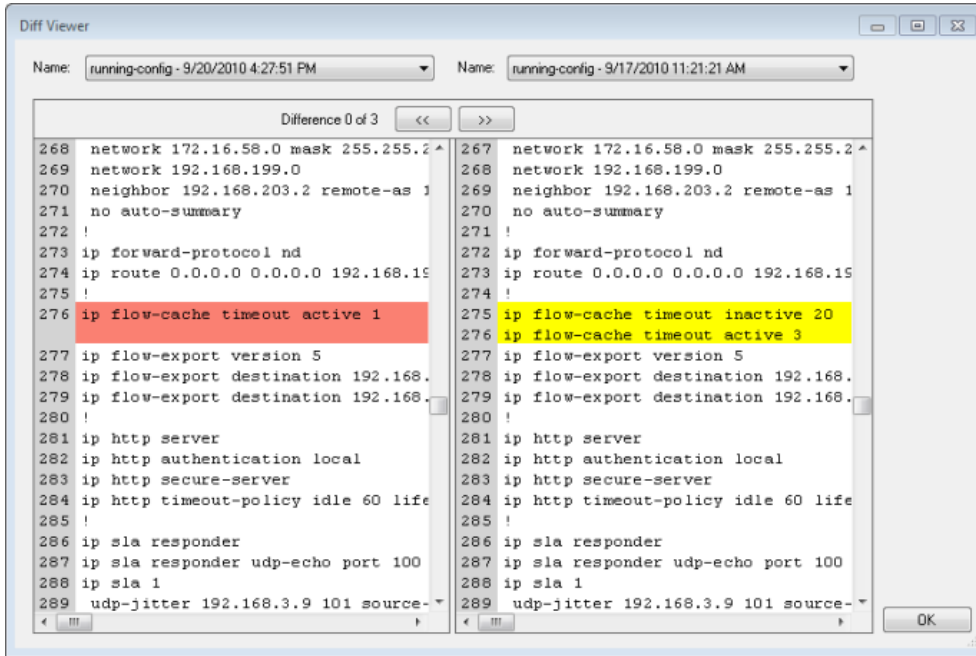 Diff Viewer
Name: running-config - 9/20/2010 4:27:51 PM
Name: running-config - 9/17/2010 11:21:21 AM
Difference 0 of 3 << >>
268 network 172.16.58.0 mask 255.255.2
269 network 192.168.199.0
270 neighbor 192.168.203.2 remote-as 1
271 no auto-summary
272 !
273 ip forward-protocol nd
274 ip route 0.0.0.0 0.0.0.0 192.168.19
275 !
276 ip flow-cache timeout active 1
277 ip flow-export version 5
278 ip flow-export destination 192.168.
279 ip flow-export destination 192.168.
280 !
281 ip http server
282 ip http authentication local
283 ip http secure-server
284 ip http timeout-policy idle 60 life
285 !
286 ip sla responder
287 ip sla responder udp-echo port 100
288 ip sla 1
289 udp-jitter 192.168.3.9 101 source-
267 network 172.16.58.0 mask 255.255.2
268 network 192.168.199.0
269 neighbor 192.168.203.2 remote-as 1
270 no auto-summary
271 !
272 ip forward-protocol nd
273 ip route 0.0.0.0 0.0.0.0 192.168.19
274 !
275 ip flow-cache timeout inactive 20
276 ip flow-cache timeout active 3
277 ip flow-export version 5
278 ip flow-export destination 192.168.
279 ip flow-export destination 192.168.
280 !
281 ip http server
282 ip http authentication local
283 ip http secure-server
284 ip http timeout-policy idle 60 life
285 !
286 ip sla responder
287 ip sla responder udp-echo port 100
288 ip sla 1
289 udp-jitter 192.168.3.9 101 source-
OK